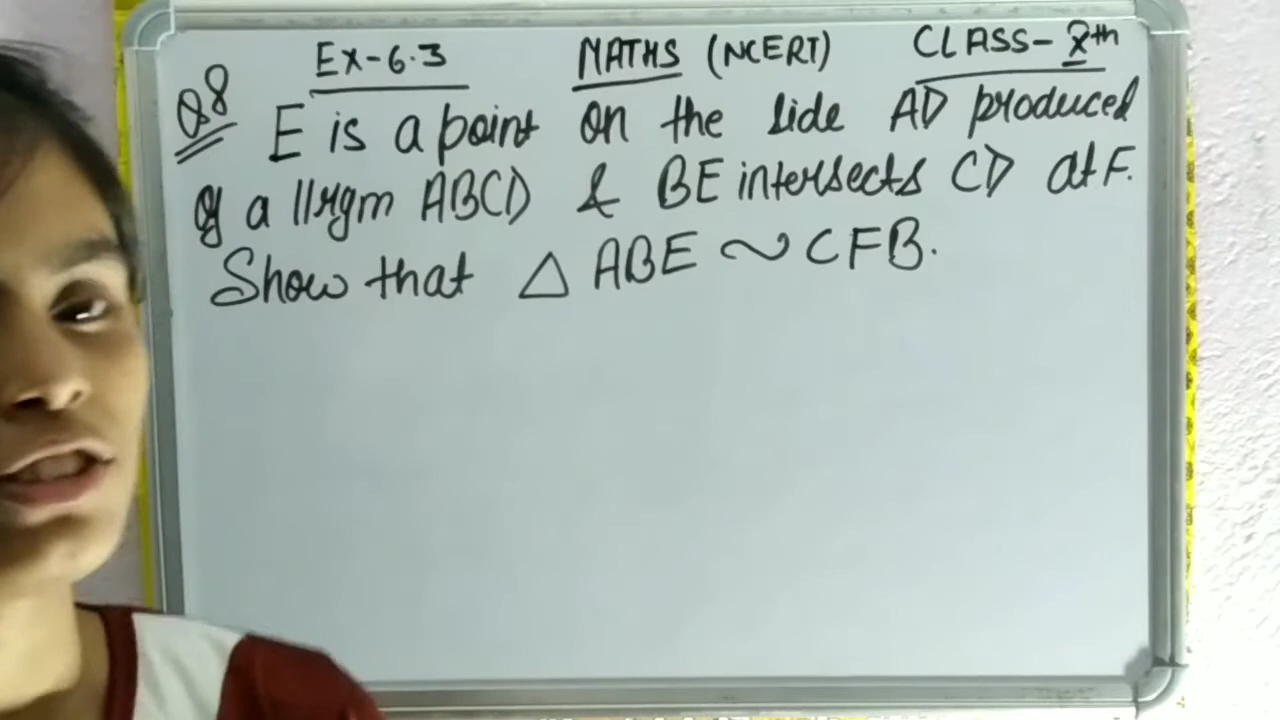 Ex-6.3 MATHS (NCERT) CLASS-Xth
Q8 E is a point on the side AD produced
of a llrgm ABCD & BE intersects CD at F.
Show that △ ABE ~ CFB.